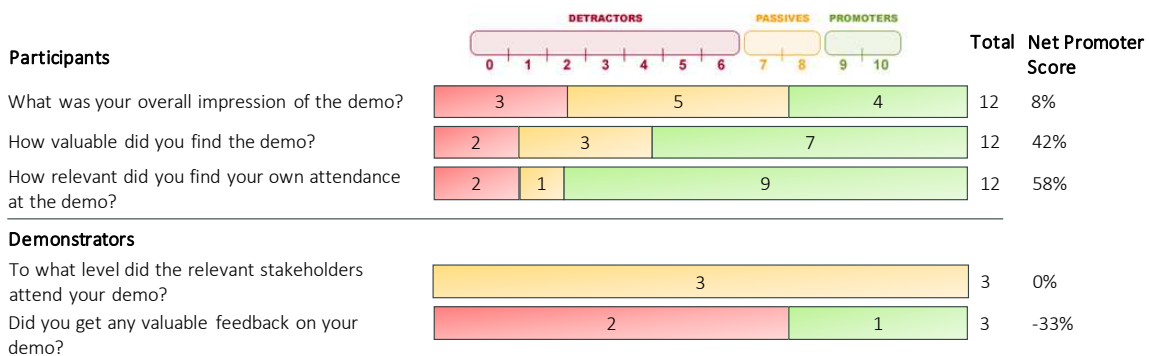 DETRACTORS PASSIVES PROMOTERS
Participants
Total Net Promoter
Score
0 1 2 3 4 5 6 7 8 9 10
What was your overall impression of the demo? 3 5 4 12 8%
How valuable did you find the demo? 2 3 7 12 42%
How relevant did you find your own attendance
at the demo? 2 1 9 12 58%
Demonstrators
To what level did the relevant stakeholders
attend your demo? 3 3 0%
Did you get any valuable feedback on your
demo? 2 1 3 -33%